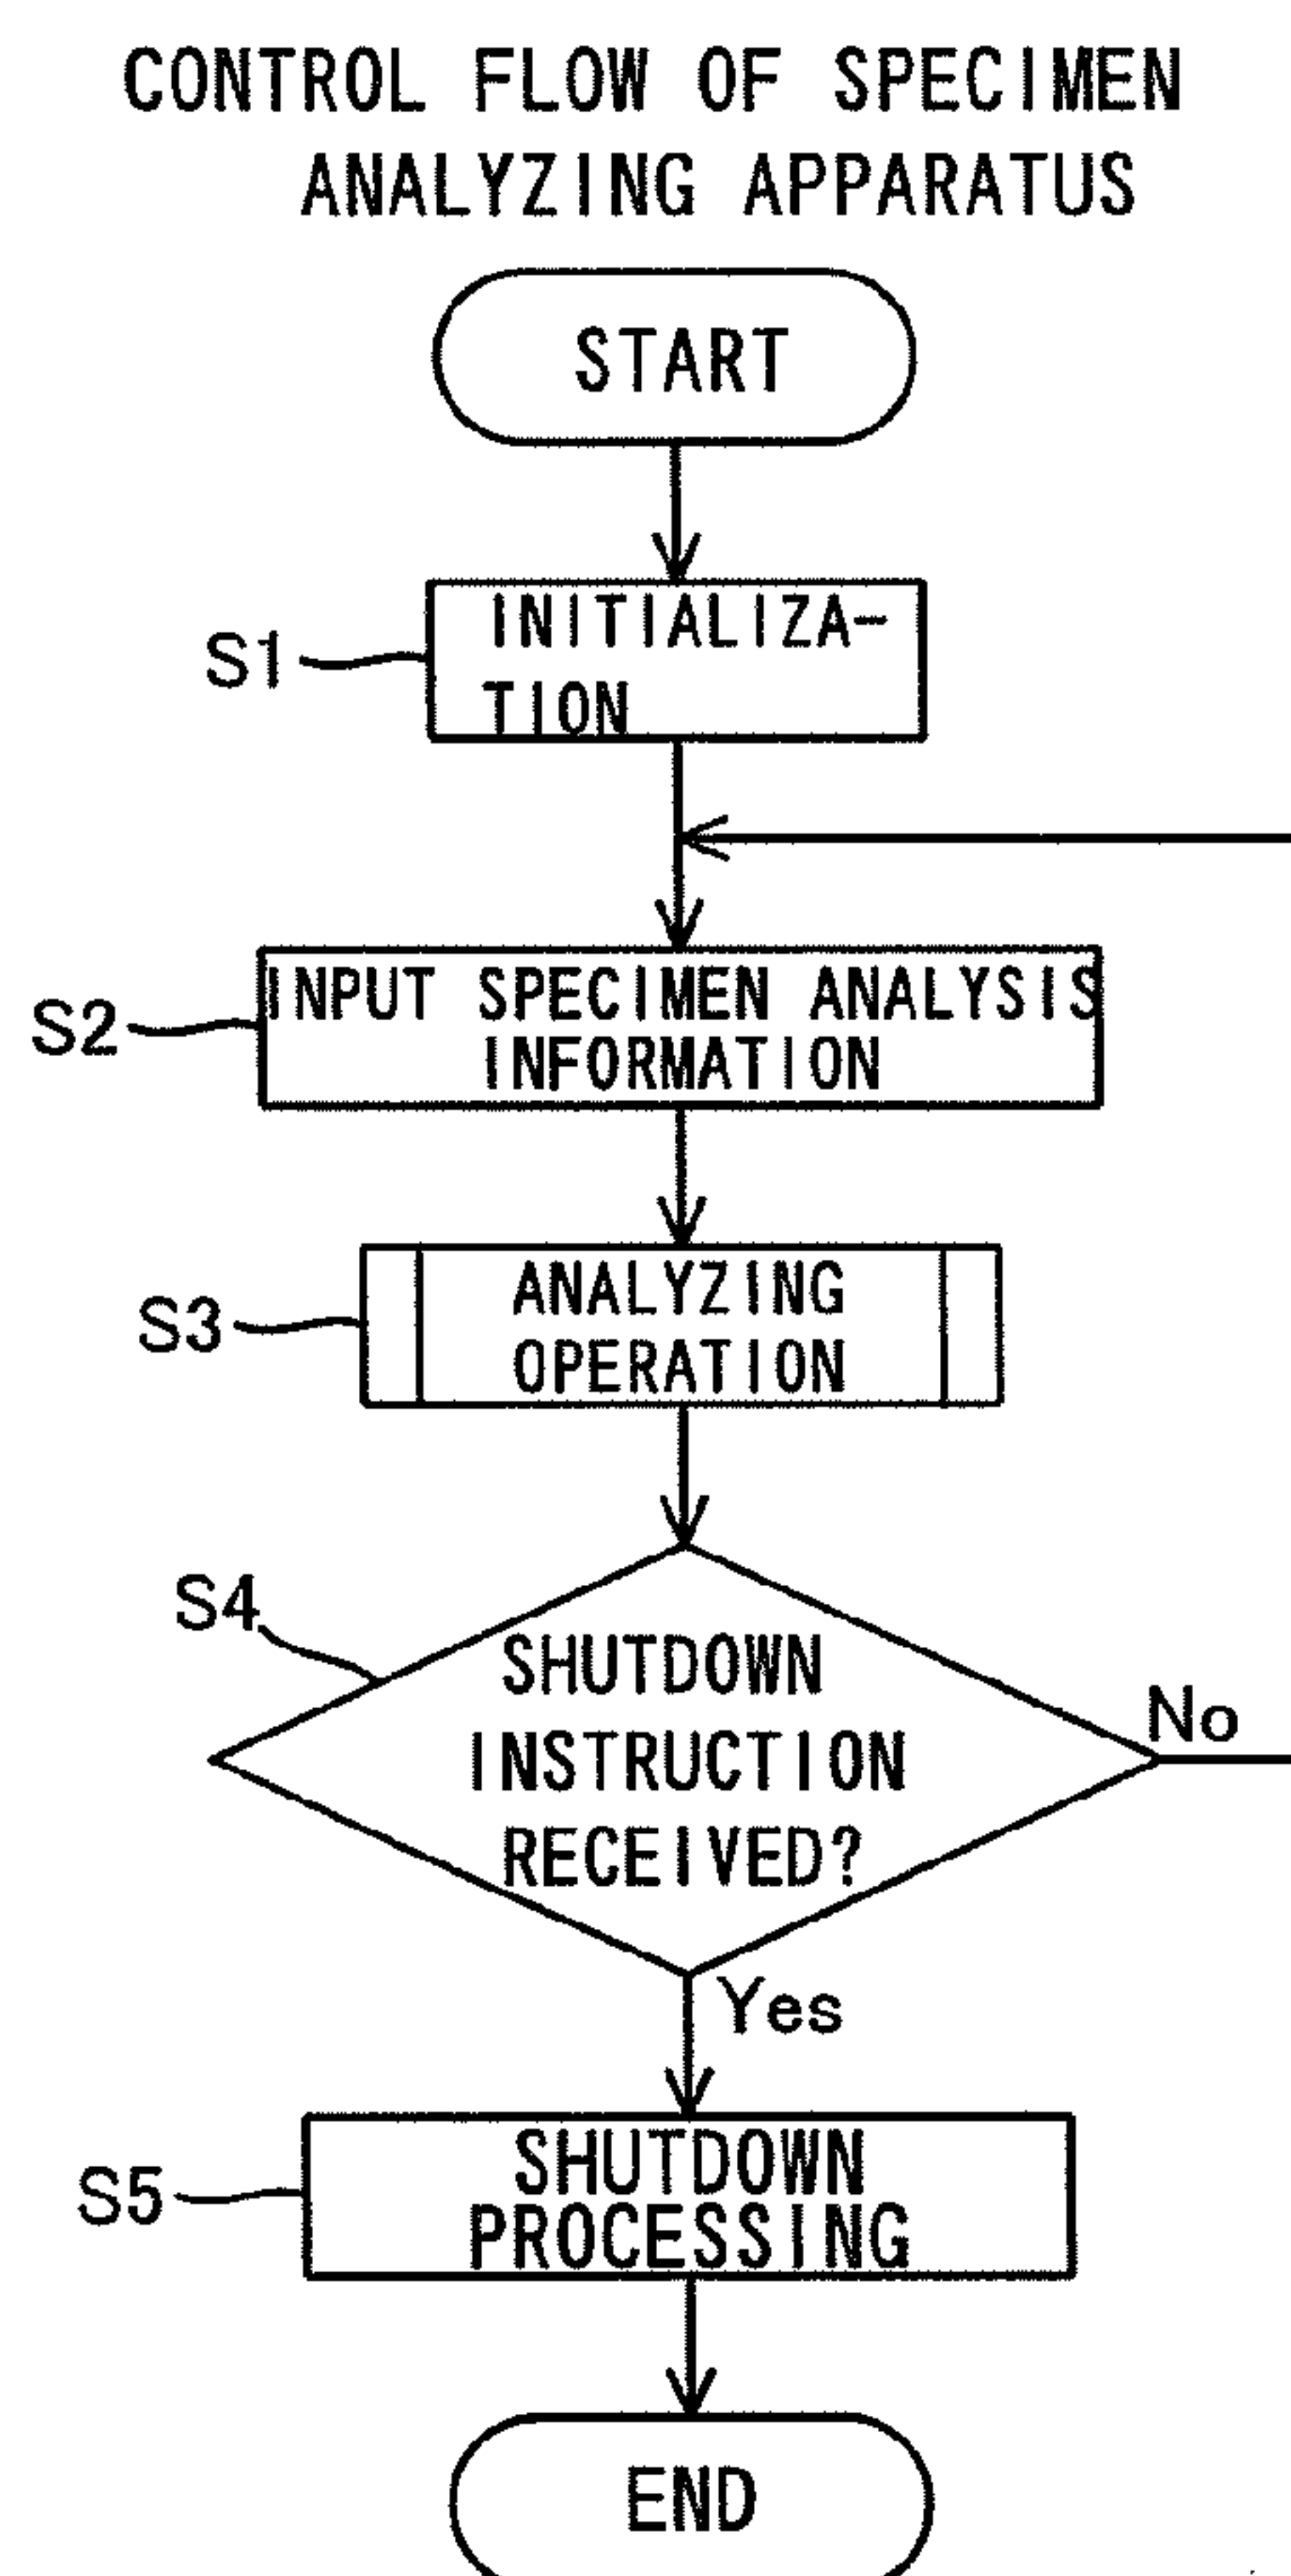 CONTROL FLOW OF SPECIMEN
ANALYZING APPARATUS
START
S1
INITIALIZA-
TION
S2
INPUT SPECIMEN ANALYSIS
INFORMATION
S3
ANALYZING
OPERATION
S4
SHUTDOWN
INSTRUCTION
RECEIVED?
No
Yes
S5
SHUTDOWN
PROCESSING
END